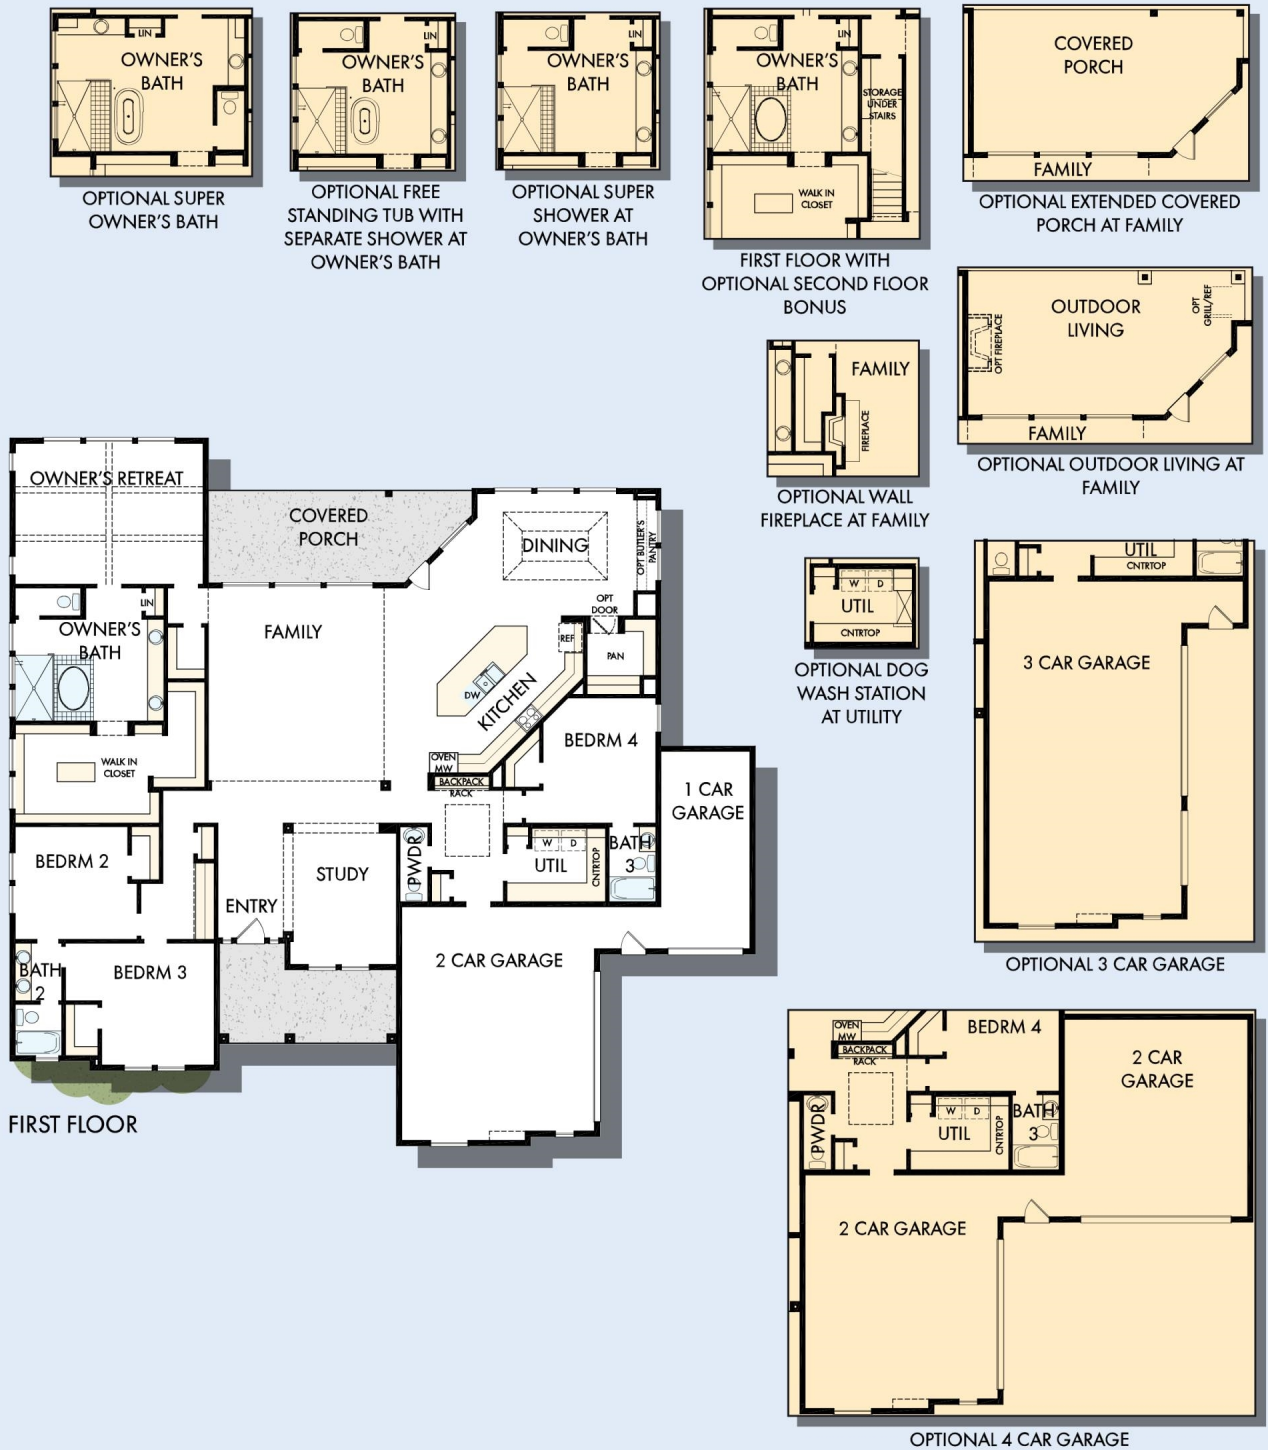 LIN
OWNER'S
BATH
OPTIONAL SUPER
OWNER'S BATH
LIN
OWNER'S
BATH
OPTIONAL FREE
STANDING TUB WITH
SEPARATE SHOWER AT
OWNER'S BATH
LIN
OWNER'S
BATH
OPTIONAL SUPER
SHOWER AT
OWNER'S BATH
LIN
OWNER'S
BATH
STORAGE
UNDER
STAIRS
WALK IN
CLOSET
FIRST FLOOR WITH
OPTIONAL SECOND FLOOR
BONUS
COVERED
PORCH
FAMILY
OPTIONAL EXTENDED COVERED
PORCH AT FAMILY
OUTDOOR
LIVING
OPT FIREPLACE
OPT
GRILL/REF
FAMILY
OPTIONAL OUTDOOR LIVING AT
FAMILY
FAMILY
FIREPLACE
OPTIONAL WALL
FIREPLACE AT FAMILY
W D
UTIL
CNTRTOP
OPTIONAL DOG
WASH STATION
AT UTILITY
UTIL
CNTRTOP
3 CAR GARAGE
OPTIONAL 3 CAR GARAGE
OWNER'S RETREAT
COVERED
PORCH
DINING
OPT BUTLER'S
PANTRY
OPT
DOOR
LIN
OWNER'S
BATH
FAMILY
REF
PAN
DW
KITCHEN
BEDRM 4
OVEN
MW
WALK IN
CLOSET
BACKPACK
RACK
1 CAR
GARAGE
BEDRM 2
STUDY
PWDR
W D
UTIL
CNTRTOP
BATH
3
ENTRY
2 CAR GARAGE
BATH
2
BEDRM 3
FIRST FLOOR
OVEN
MW
BACKPACK
RACK
BEDRM 4
2 CAR
GARAGE
PWDR
W D
UTIL
CNTRTOP
BATH
3
2 CAR GARAGE
OPTIONAL 4 CAR GARAGE